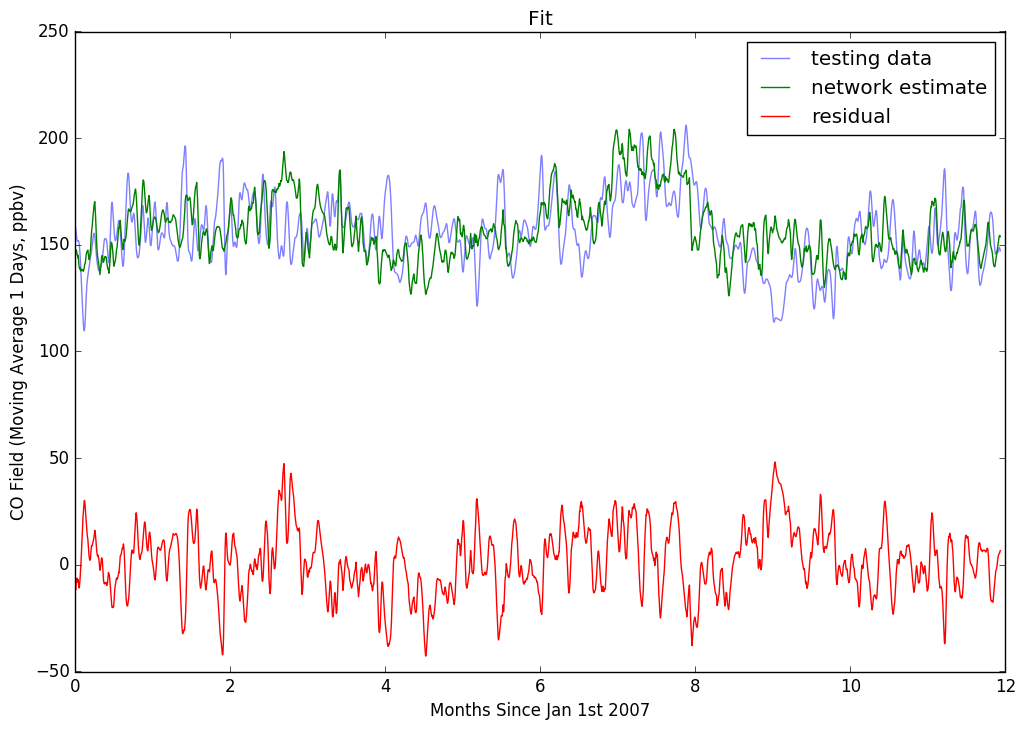 Fit
250
200
150
100
50
0
−50
CO Field (Moving Average 1 Days, ppbv)
testing data
network estimate
residual
0 2 4 6 8 10 12
Months Since Jan 1st 2007